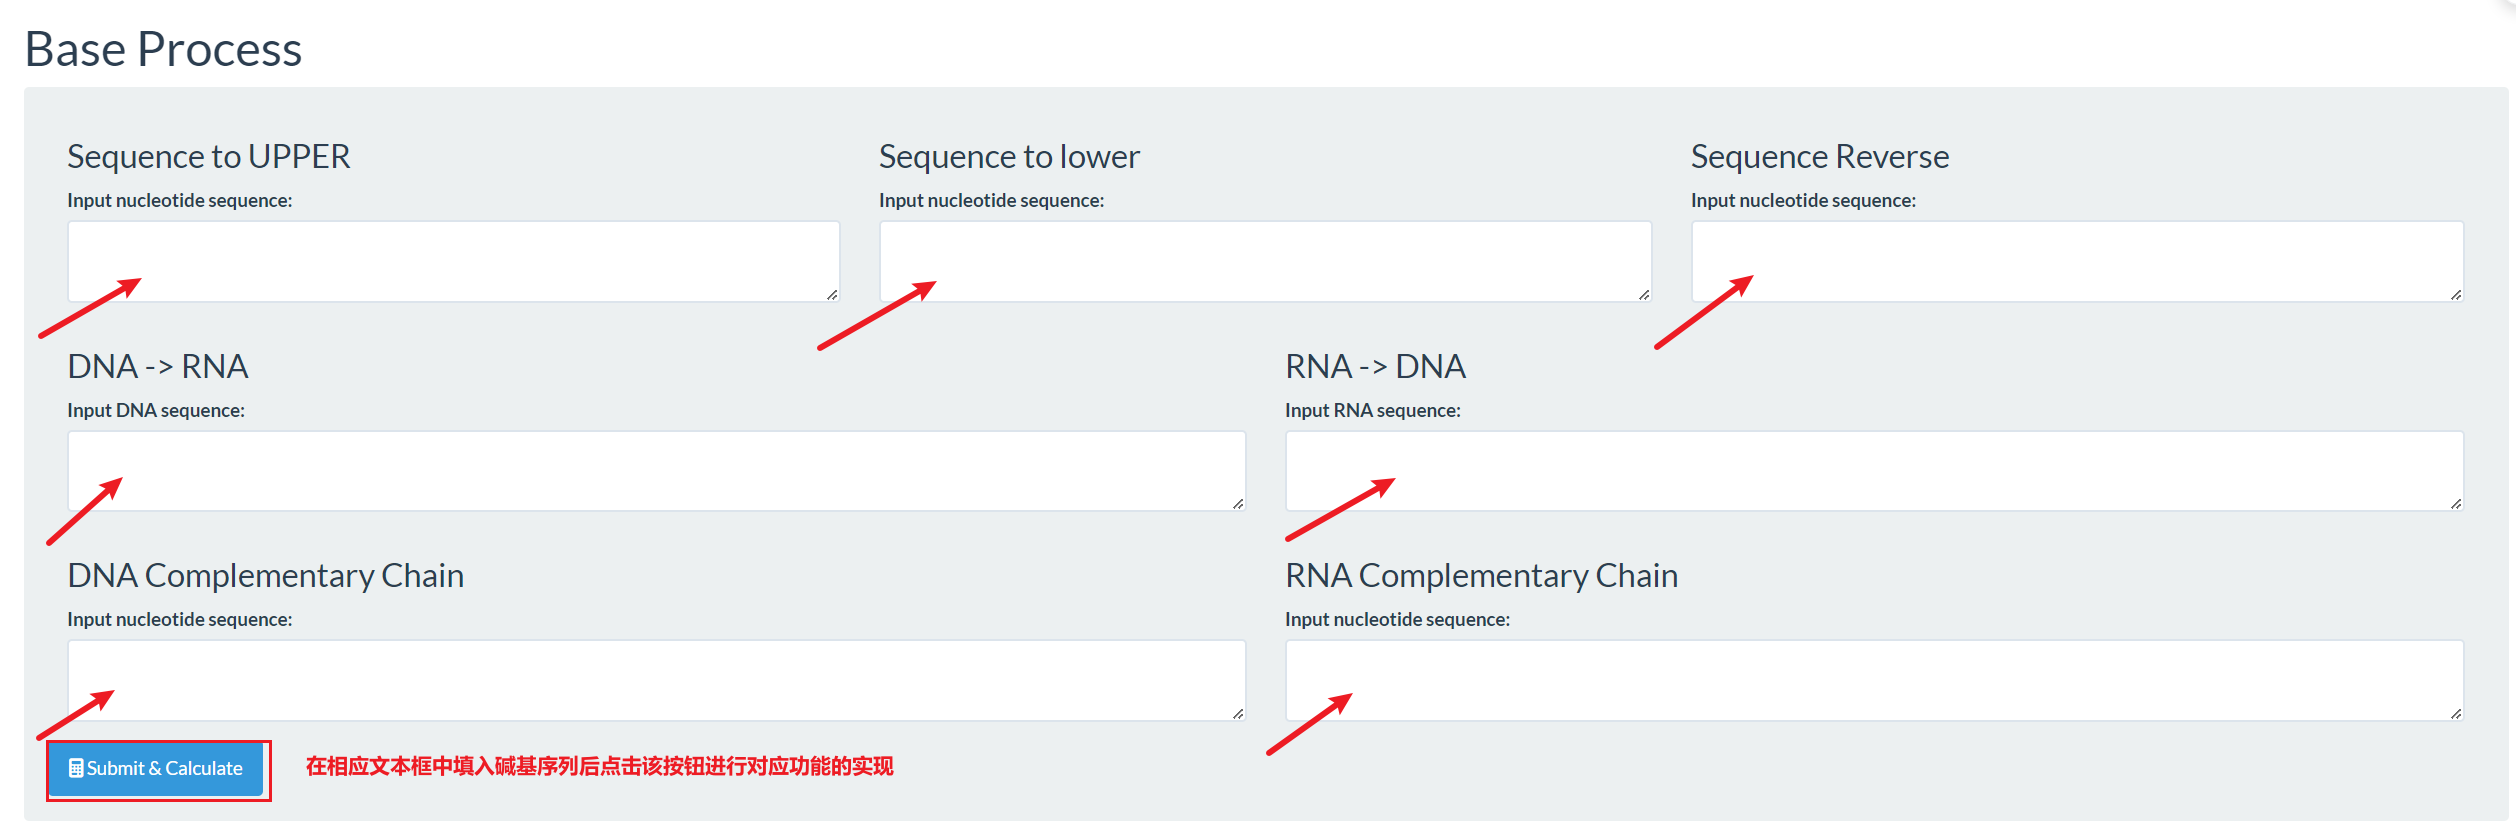 Base Process
Sequence to UPPER
Input nucleotide sequence:
Sequence to lower
Input nucleotide sequence:
Sequence Reverse
Input nucleotide sequence:
DNA -> RNA
Input DNA sequence:
RNA -> DNA
Input RNA sequence:
DNA Complementary Chain
Input nucleotide sequence:
RNA Complementary Chain
Input nucleotide sequence:
Submit & Calculate
在相应文本框中填入碱基序列后点击该按钮进行对应功能的实现